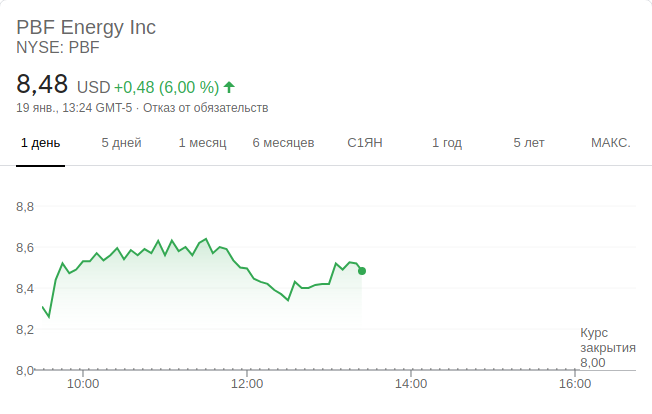 PBF Energy Inc
NYSE: PBF
8,48 USD +0,48 (6,00 %)
19 янв., 13:24 GMT-5 · Отказ от обязательств
1 день 5 дней 1 месяц 6 месяцев С1ЯН 1 год 5 лет МАКС.
8,8
8,6
8,4
8,2
Курс
закрытия
8,00
8,0
10:00 12:00 14:00 16:00